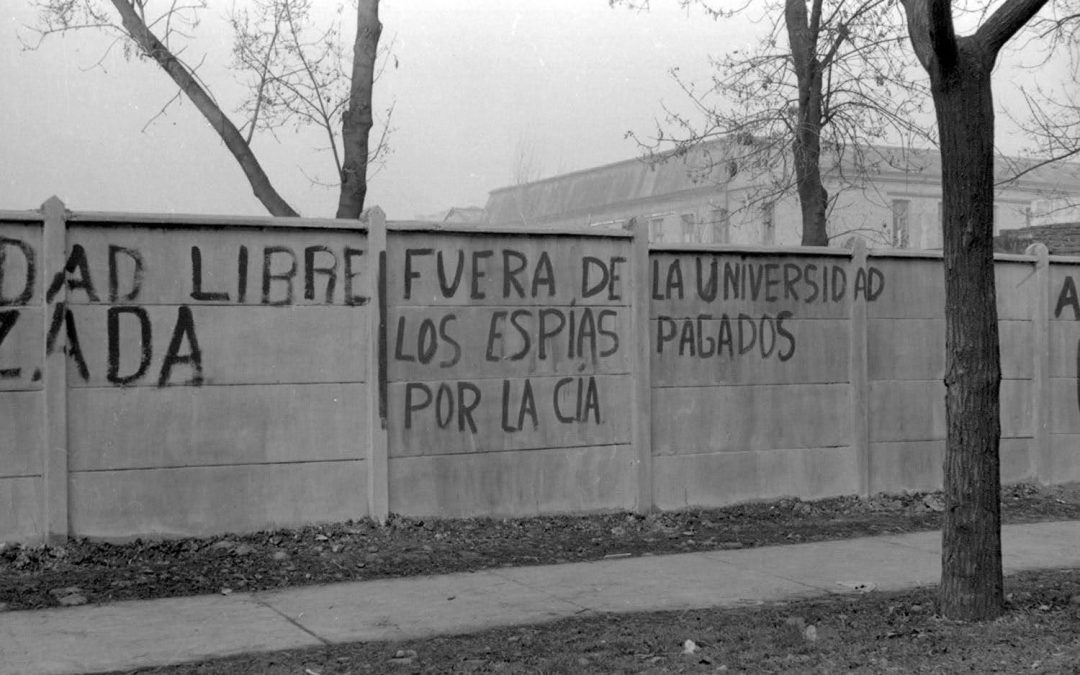 DAD LIBRE
ZADA
FUERA DE LA UNIVERSIDAD
LOS ESPÍAS PAGADOS
POR LA CÍA
A